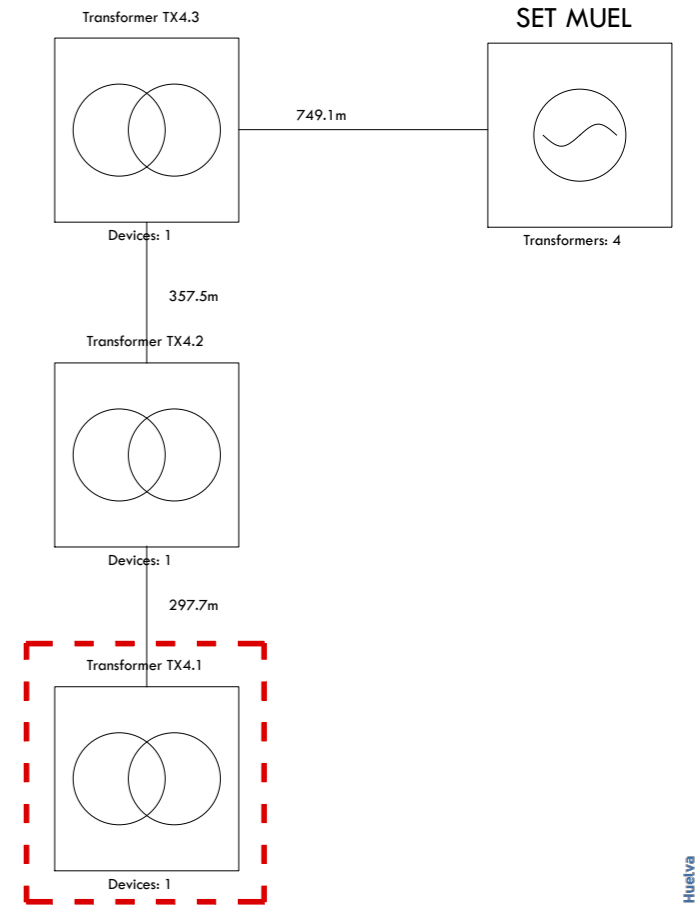 Transformer TX4.3
SET MUEL
749.1m
Devices: 1
Transformers: 4
357.5m
Transformer TX4.2
Devices: 1
297.7m
Transformer TX4.1
Devices: 1
Huelva